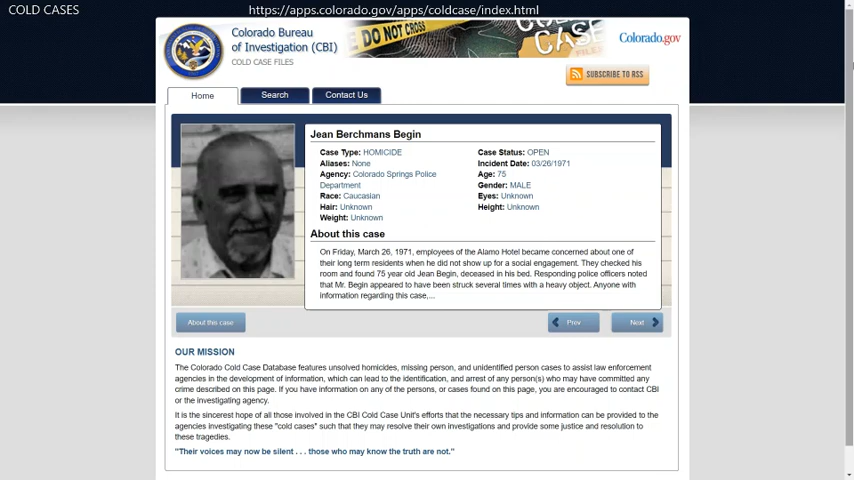 COLD CASES
https://apps.colorado.gov/apps/coldcase/index.html
Colorado Bureau
of Investigation (CBI)
COLD CASE FILES
DO NOT CROSS
CASE
FILES
Colorado.gov
SUBSCRIBE TO RSS
Home
Search
Contact Us
Jean Berchmans Begin
Case Type: HOMICIDE
Aliases: None
Agency: Colorado Springs Police
Department
Race: Caucasian
Hair: Unknown
Weight: Unknown
Case Status: OPEN
Incident Date: 03/26/1971
Age: 75
Gender: MALE
Eyes: Unknown
Height: Unknown
About this case
On Friday, March 26, 1971, employees of the Alamo Hotel became concerned about one of
their long term residents when he did not show up for a social engagement. They checked his
room and found 75 year old Jean Begin, deceased in his bed. Responding police officers noted
that Mr. Begin appeared to have been struck several times with a heavy object. Anyone with
information regarding this case,...
About this case
Prev
Next
OUR MISSION
The Colorado Cold Case Database features unsolved homicides, missing person, and unidentified person cases to assist law enforcement
agencies in the development of information, which can lead to the identification, and arrest of any person(s) who may have committed any
crime described on this page. If you have information on any of the persons, or cases found on this page, you are encouraged to contact CBI
or the investigating agency.
It is the sincerest hope of all those involved in the CBI Cold Case Unit's efforts that the necessary tips and information can be provided to the
agencies investigating these "cold cases" such that they may resolve their own investigations and provide some justice and resolution to
these tragedies.
"Their voices may now be silent . . . those who may know the truth are not."